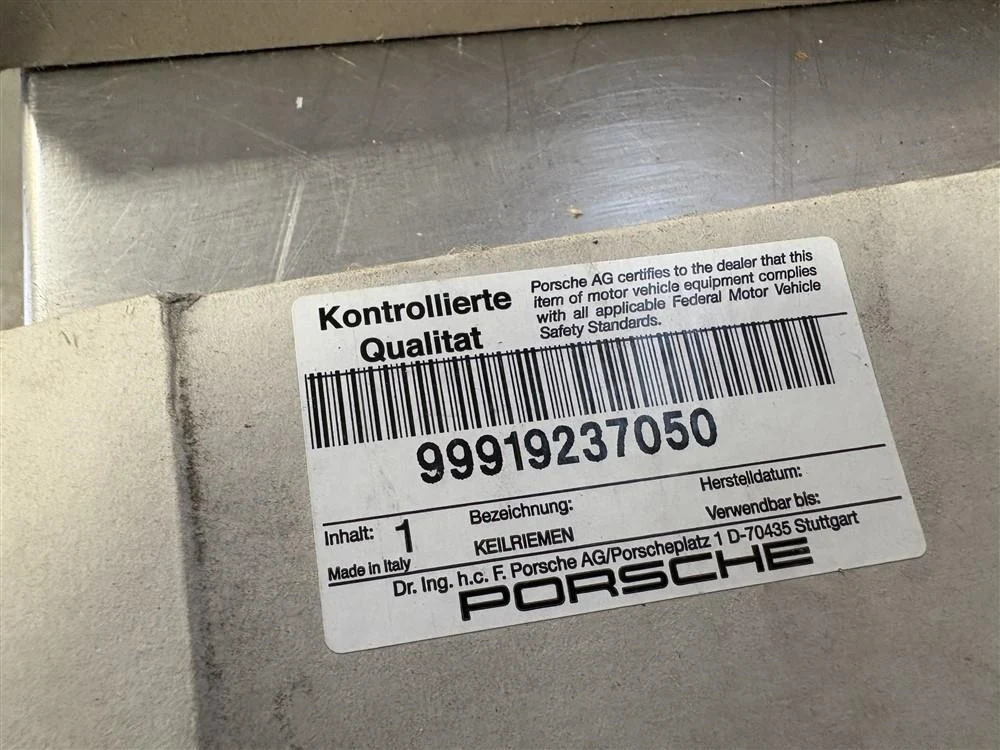 Kontrollierte
Qualitat
Porsche AG certifies to the dealer that this
item of motor vehicle equipment complies
with all applicable Federal Motor Vehicle
Safety Standards.
99919237050
Inhalt: 1
Bezeichnung:
KEILRIEMEN
Herstelldatum:
Verwendbar bis:
Made in Italy
Dr. Ing. h.c. F. Porsche AG/Porscheplatz 1 D-70435 Stuttgart
PORSCHE